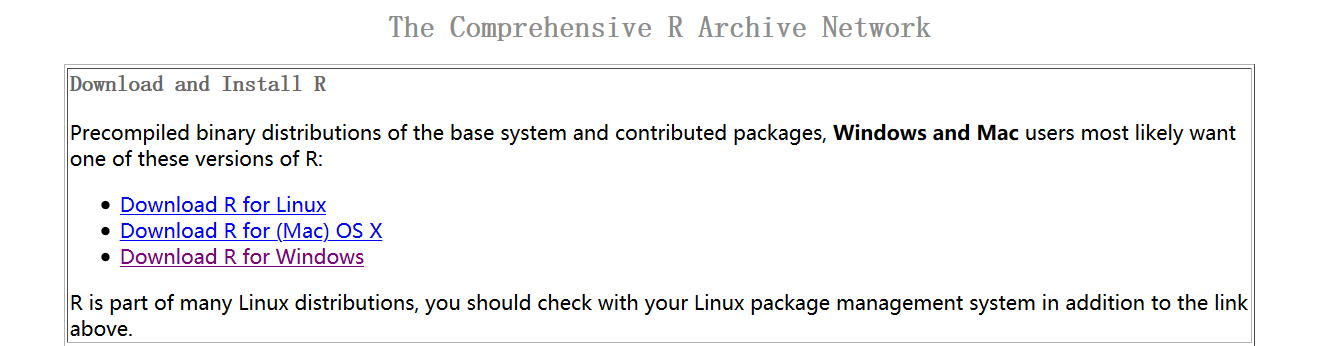 The Comprehensive R Archive Network
Download and Install R
Precompiled binary distributions of the base system and contributed packages, Windows and Mac users most likely want
one of these versions of R:
Download R for Linux
Download R for (Mac) OS X
Download R for Windows
R is part of many Linux distributions, you should check with your Linux package management system in addition to the link
above.